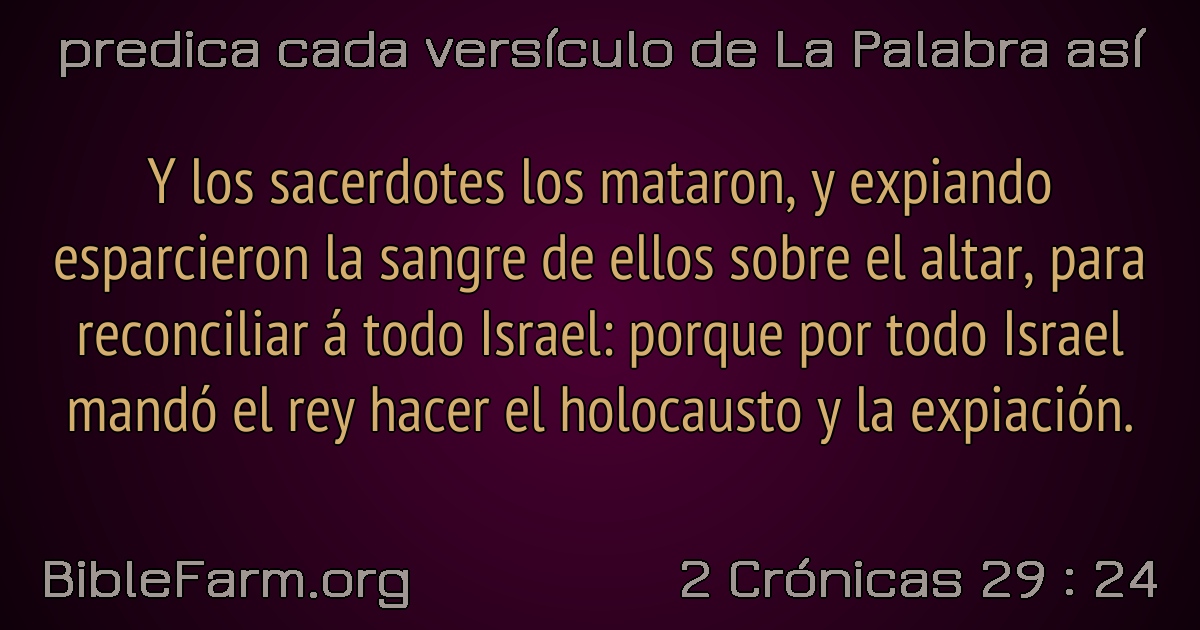 predica cada versículo de La Palabra así
Y los sacerdotes los mataron, y expiando
esparcieron la sangre de ellos sobre el altar, para
reconciliar á todo Israel: porque por todo Israel
mandó el rey hacer el holocausto y la expiación.
BibleFarm.org
2 Crónicas 29 : 24